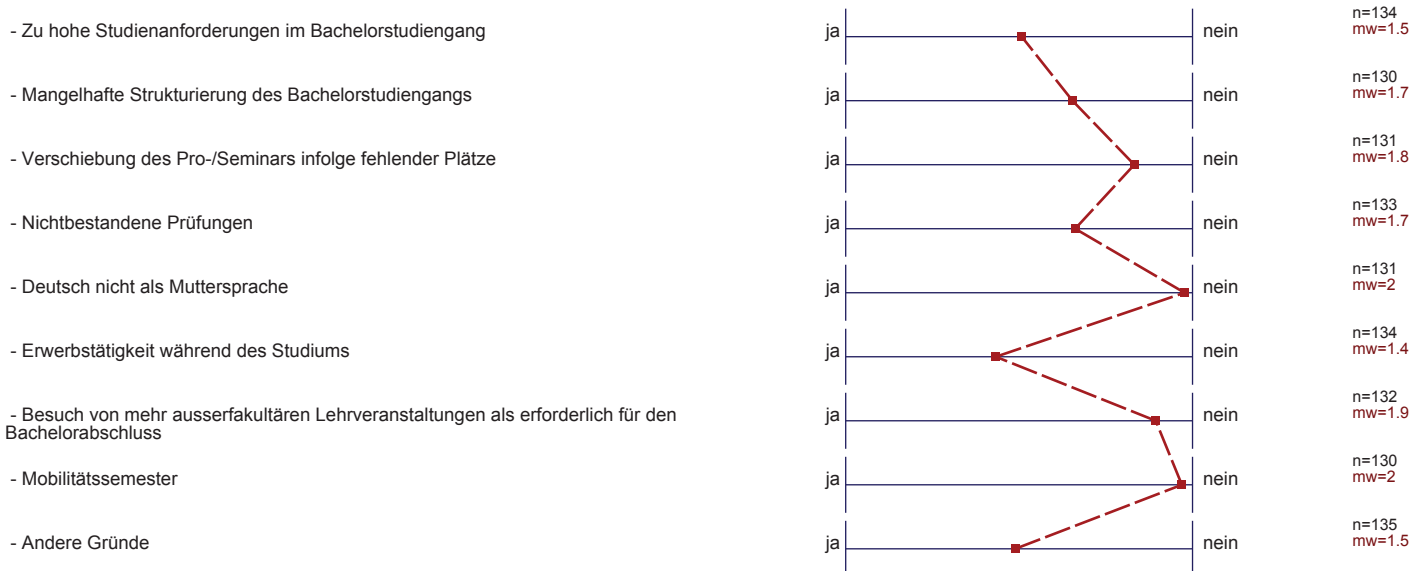 - Zu hohe Studienanforderungen im Bachelorstudiengang ja nein n=134
mw=1.5
- Mangelhafte Strukturierung des Bachelorstudiengangs ja nein n=130
mw=1.7
- Verschiebung des Pro-/Seminars infolge fehlender Plätze ja nein n=131
mw=1.8
- Nichtbestandene Prüfungen ja nein n=133
mw=1.7
- Deutsch nicht als Muttersprache ja nein n=131
mw=2
- Erwerbstätigkeit während des Studiums ja nein n=134
mw=1.4
- Besuch von mehr ausserfakultären Lehrveranstaltungen als erforderlich für den ja nein n=132
Bachelorabschluss mw=1.9
- Mobilitätssemester ja nein n=130
mw=2
- Andere Gründe ja nein n=135
mw=1.5